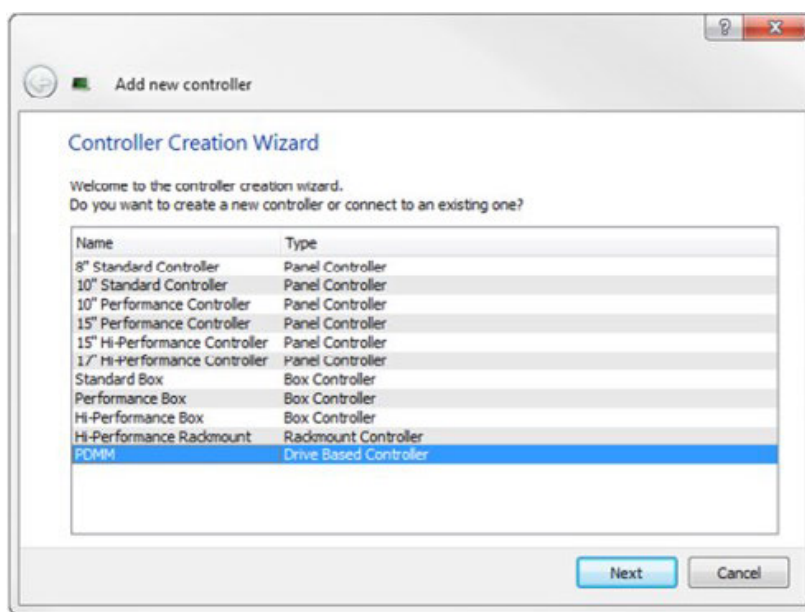 Add new controller
Controller Creation Wizard
Welcome to the controller creation wizard.
Do you want to create a new controller or connect to an existing one?
Name Type
8" Standard Controller Panel Controller
10" Standard Controller Panel Controller
10" Performance Controller Panel Controller
15" Performance Controller Panel Controller
15" Hi-Performance Controller Panel Controller
17" Hi-Performance Controller Panel Controller
Standard Box Box Controller
Performance Box Box Controller
Hi-Performance Box Box Controller
Hi-Performance Rackmount Rackmount Controller
PDMM Drive Based Controller
Next Cancel